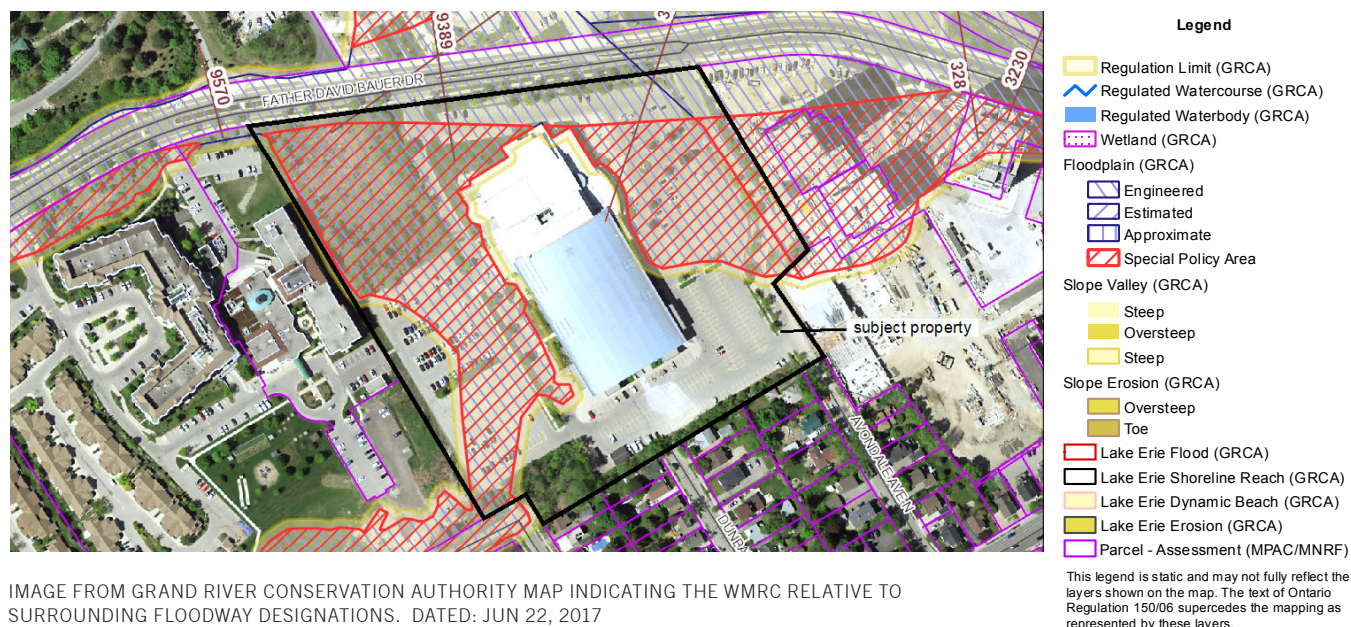 9570
9389
FATHER DAVID BAUER DR
328
3230
subject property
AVONDALE AVE N
Legend
Regulation Limit (GRCA)
Regulated Watercourse (GRCA)
Regulated Waterbody (GRCA)
Wetland (GRCA)
Floodplain (GRCA)
Engineered
Estimated
Approximate
Special Policy Area
Slope Valley (GRCA)
Steep
Oversteep
Steep
Slope Erosion (GRCA)
Oversteep
Toe
Lake Erie Flood (GRCA)
Lake Erie Shoreline Reach (GRCA)
Lake Erie Dynamic Beach (GRCA)
Lake Erie Erosion (GRCA)
Parcel - Assessment (MPAC/MNRF)
This legend is static and may not fully reflect the
layers shown on the map. The text of Ontario
Regulation 150/06 supercedes the mapping as
represented by these layers.
IMAGE FROM GRAND RIVER CONSERVATION AUTHORITY MAP INDICATING THE WMRC RELATIVE TO
SURROUNDING FLOODWAY DESIGNATIONS. DATED: JUN 22, 2017